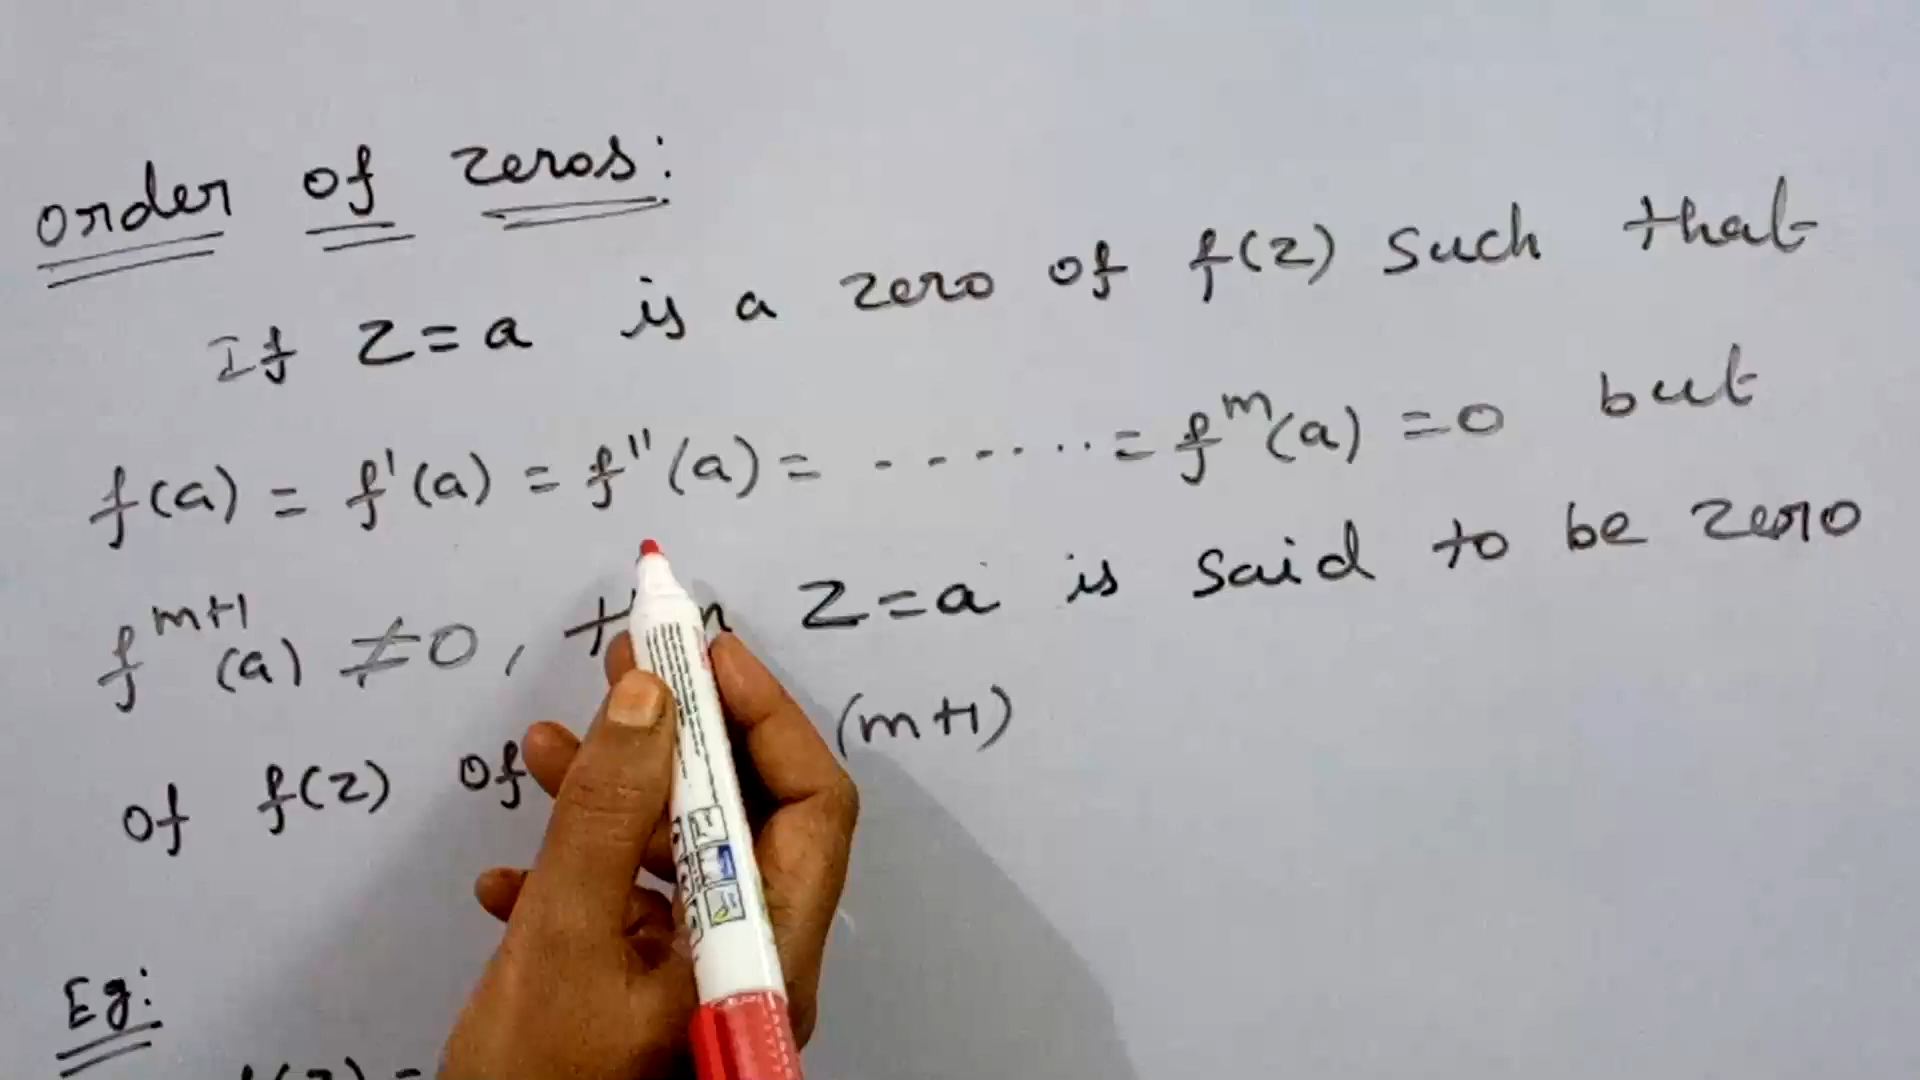 order of zeros:
If z=a is a zero of f(z) such that
f(a) = f'(a) = f''(a) = - - - - ..... = f^m(a) = 0 but
f^{m+1}(a) ≠ 0, z=a is said to be zero
of f(z) of (m+1)
Eg: